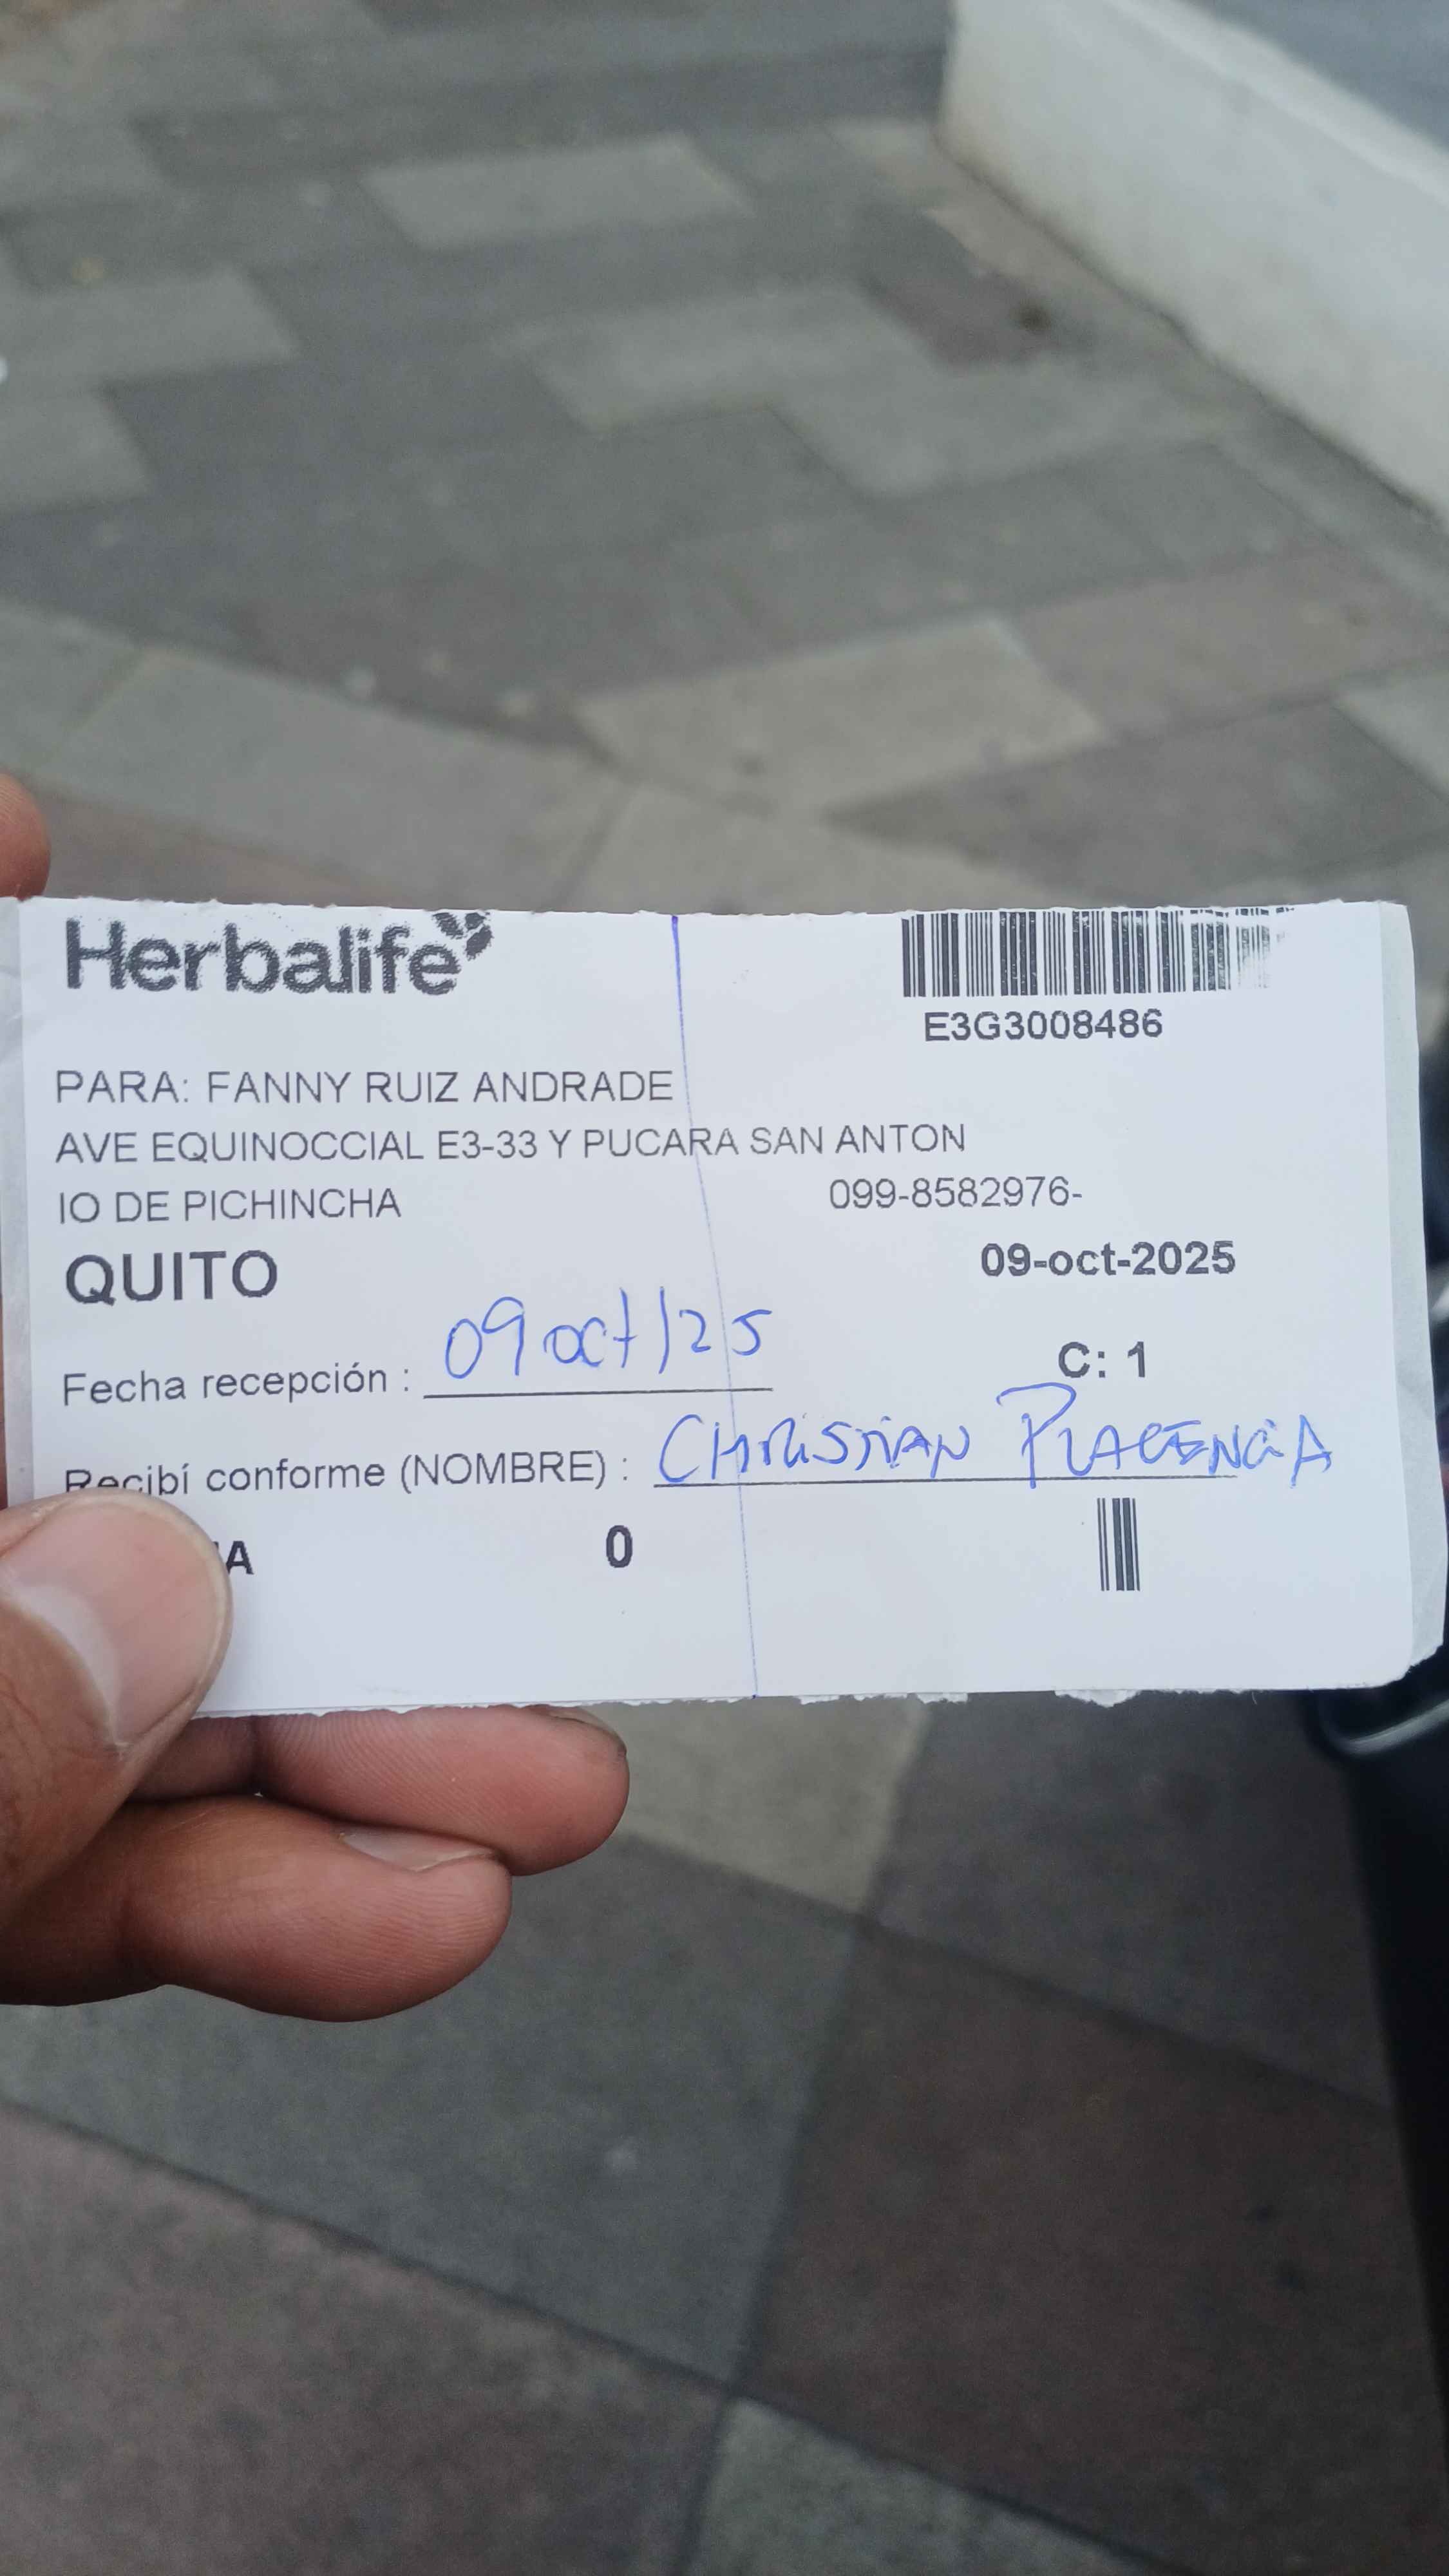 Herbalife
E3G3008486
PARA: FANNY RUIZ ANDRADE
AVE EQUINOCCIAL E3-33 Y PUCARA SAN ANTON
IO DE PICHINCHA 099-8582976-
QUITO 09-oct-2025
Fecha recepción : 09 oct/25
C: 1
Recibí conforme (NOMBRE) : CHRISTIAN PLACENCIA
0